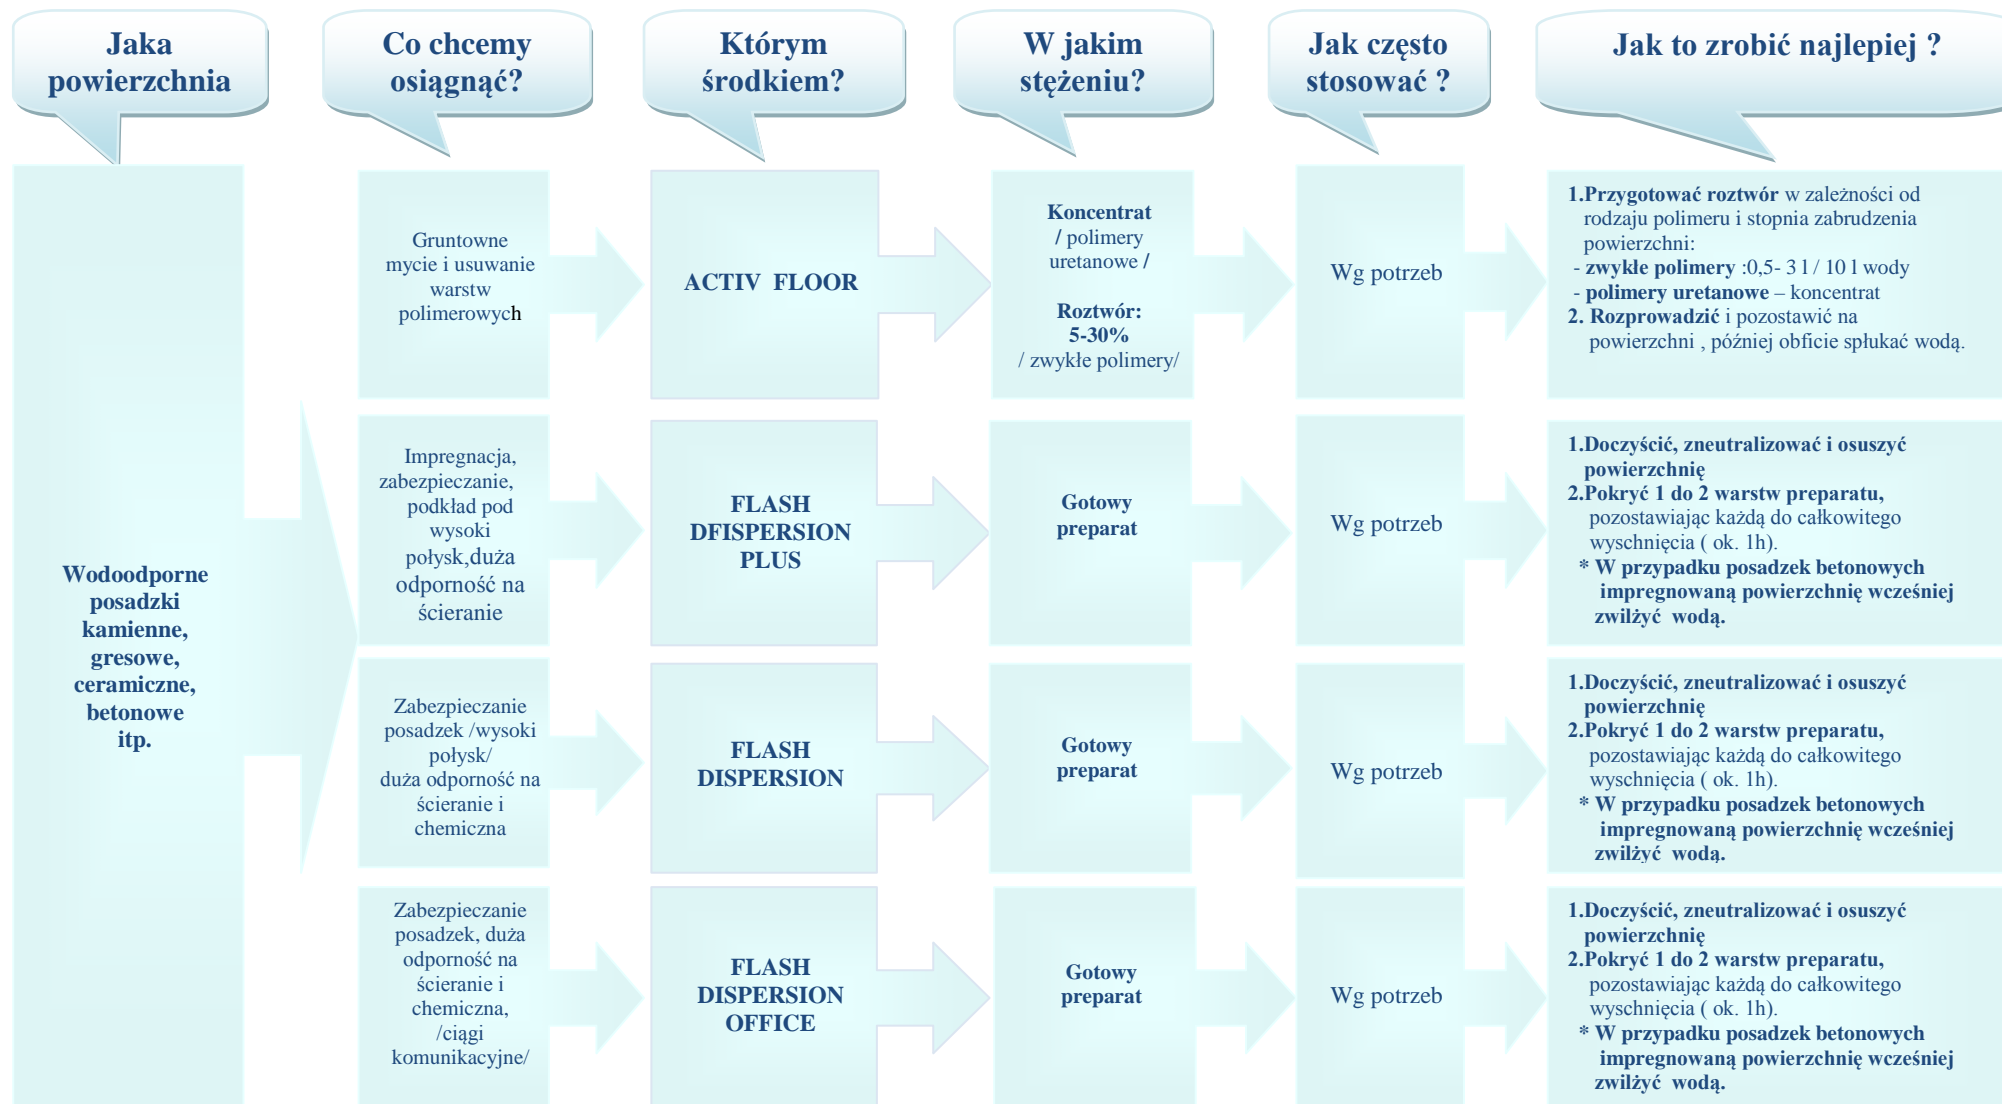 Jaka
powierzchnia
Co chcemy
osiągnąć?
Którym
środkiem?
W jakim
stężeniu?
Jak często
stosować ?
Jak to zrobić najlepiej ?
Wodoodporne
posadzki
kamienne,
gresowe,
ceramiczne,
betonowe
itp.
Gruntowne
mycie i usuwanie
warstw
polimerowych
ACTIV FLOOR
Koncentrat
/ polimery
uretanowe /
Roztwór:
5-30%
/ zwykłe polimery/
Wg potrzeb
1.Przygotować roztwór w zależności od
rodzaju polimeru i stopnia zabrudzenia
powierzchni:
- zwykłe polimery :0,5- 3 l / 10 l wody
- polimery uretanowe – koncentrat
2. Rozprowadzić i pozostawić na
powierzchni , później obficie spłukać wodą.
Impregnacja,
zabezpieczanie,
podkład pod
wysoki
połysk,duża
odporność na
ścieranie
FLASH
DFISPERSION
PLUS
Gotowy
preparat
Wg potrzeb
1.Doczyścić, zneutralizować i osuszyć
powierzchnię
2.Pokryć 1 do 2 warstw preparatu,
pozostawiając każdą do całkowitego
wyschnięcia ( ok. 1h).
* W przypadku posadzek betonowych
impregnowaną powierzchnię wcześniej
zwilżyć wodą.
Zabezpieczanie
posadzek /wysoki
połysk/
duża odporność na
ścieranie i
chemiczna
FLASH
DISPERSION
Gotowy
preparat
Wg potrzeb
1.Doczyścić, zneutralizować i osuszyć
powierzchnię
2.Pokryć 1 do 2 warstw preparatu,
pozostawiając każdą do całkowitego
wyschnięcia ( ok. 1h).
* W przypadku posadzek betonowych
impregnowaną powierzchnię wcześniej
zwilżyć wodą.
Zabezpieczanie
posadzek, duża
odporność na
ścieranie i
chemiczna,
/ciągi
komunikacyjne/
FLASH
DISPERSION
OFFICE
Gotowy
preparat
Wg potrzeb
1.Doczyścić, zneutralizować i osuszyć
powierzchnię
2.Pokryć 1 do 2 warstw preparatu,
pozostawiając każdą do całkowitego
wyschnięcia ( ok. 1h).
* W przypadku posadzek betonowych
impregnowaną powierzchnię wcześniej
zwilżyć wodą.